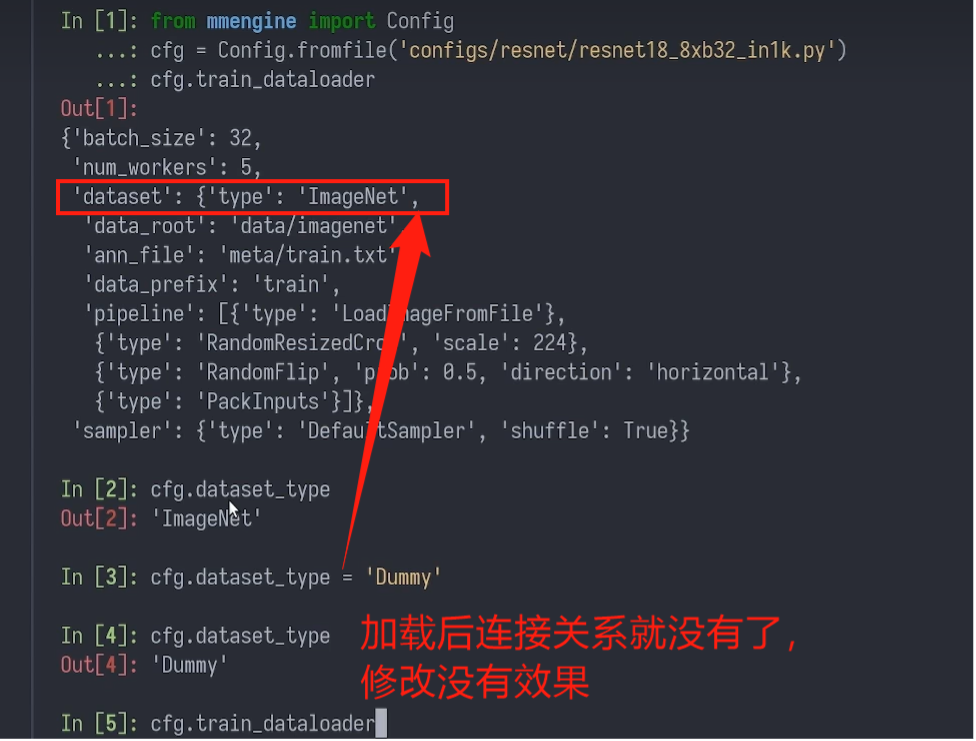 In [1]: from mmengine import Config
...: cfg = Config.fromfile('configs/resnet/resnet18_8xb32_in1k.py')
...: cfg.train_dataloader
Out[1]:
{'batch_size': 32,
'num_workers': 5,
'dataset': {'type': 'ImageNet',
'data_root': 'data/imagenet'
'ann_file': 'meta/train.txt'
'data_prefix': 'train',
'pipeline': [{'type': 'LoadImageFromFile'},
{'type': 'RandomResizedCrop', 'scale': 224},
{'type': 'RandomFlip', 'prob': 0.5, 'direction': 'horizontal'},
{'type': 'PackInputs'}]},
'sampler': {'type': 'DefaultSampler', 'shuffle': True}}
In [2]: cfg.dataset_type
Out[2]: 'ImageNet'
In [3]: cfg.dataset_type = 'Dummy'
In [4]: cfg.dataset_type
Out[4]: 'Dummy'
加载后连接关系就没有了，
修改没有效果
In [5]: cfg.train_dataloader